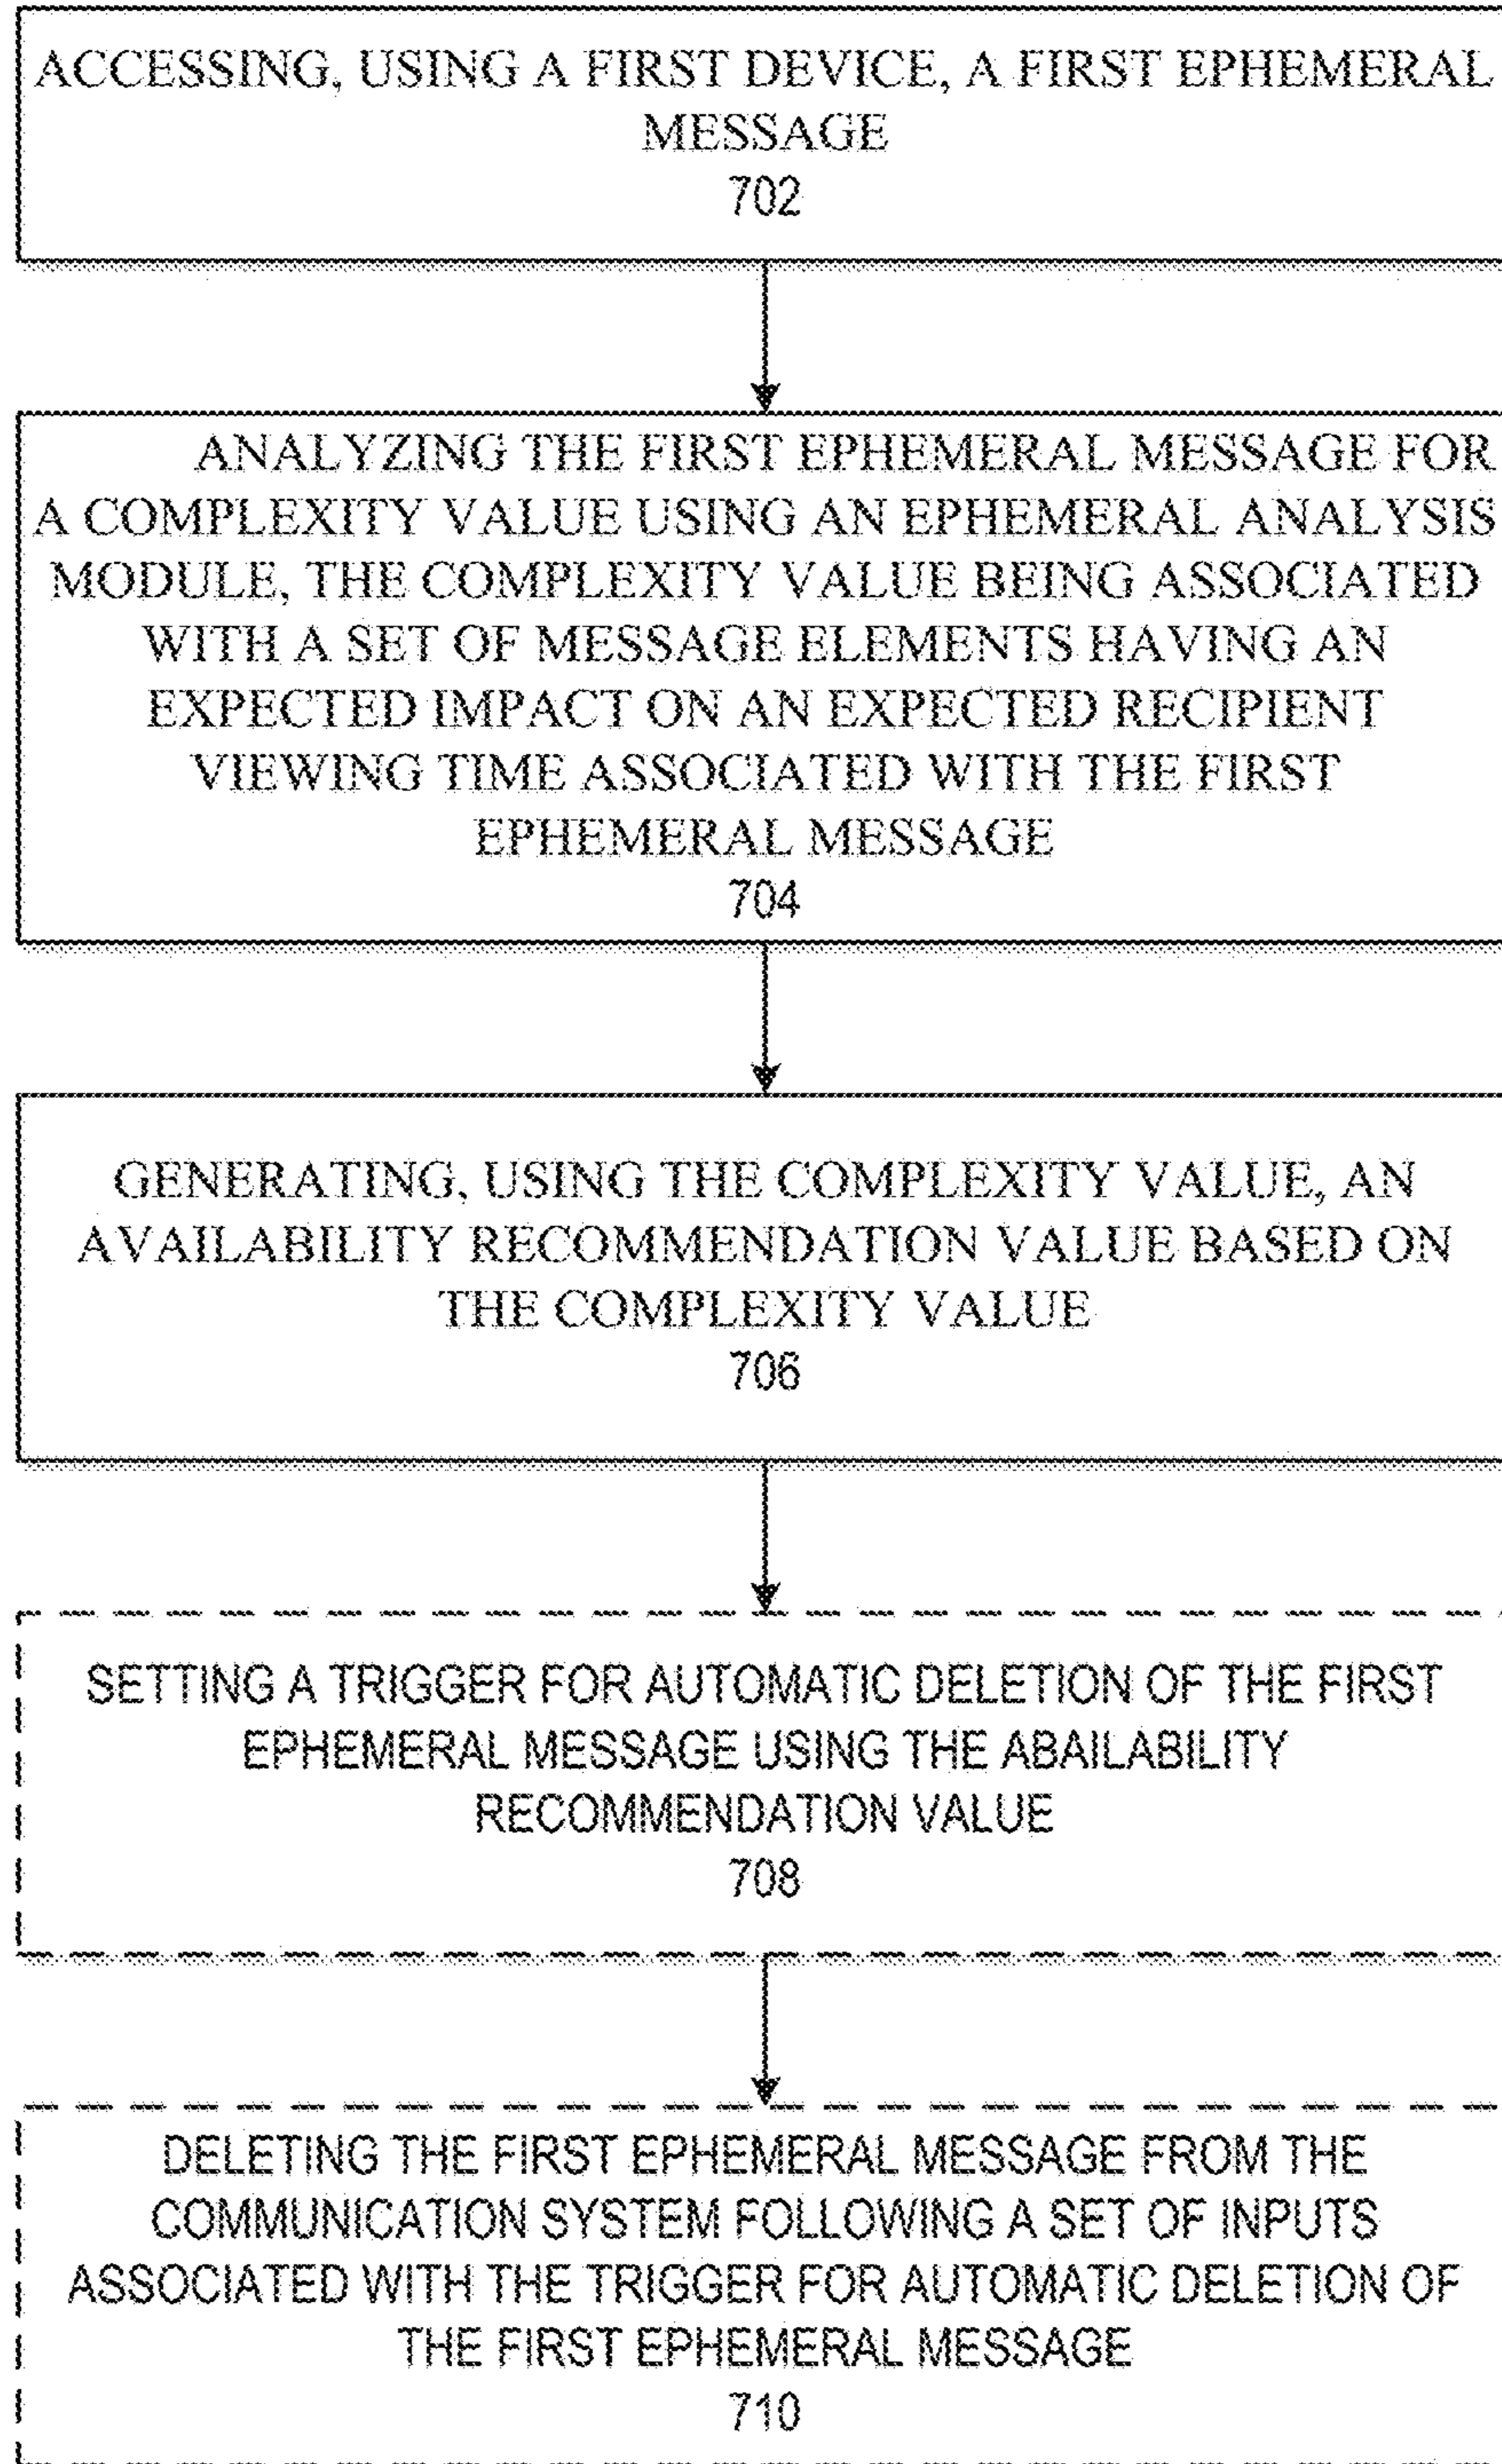 ACCESSING, USING A FIRST DEVICE, A FIRST EPHEMERAL
MESSAGE
702
ANALYZING THE FIRST EPHEMERAL MESSAGE FOR
A COMPLEXITY VALUE USING AN EPHEMERAL ANALYSIS
MODULE, THE COMPLEXITY VALUE BEING ASSOCIATED
WITH A SET OF MESSAGE ELEMENTS HAVING AN
EXPECTED IMPACT ON AN EXPECTED RECIPIENT
VIEWING TIME ASSOCIATED WITH THE FIRST
EPHEMERAL MESSAGE
704
GENERATING, USING THE COMPLEXITY VALUE, AN
AVAILABILITY RECOMMENDATION VALUE BASED ON
THE COMPLEXITY VALUE
706
SETTING A TRIGGER FOR AUTOMATIC DELETION OF THE FIRST
EPHEMERAL MESSAGE USING THE ABAILABILITY
RECOMMENDATION VALUE
708
DELETING THE FIRST EPHEMERAL MESSAGE FROM THE
COMMUNICATION SYSTEM FOLLOWING A SET OF INPUTS
ASSOCIATED WITH THE TRIGGER FOR AUTOMATIC DELETION OF
THE FIRST EPHEMERAL MESSAGE
710